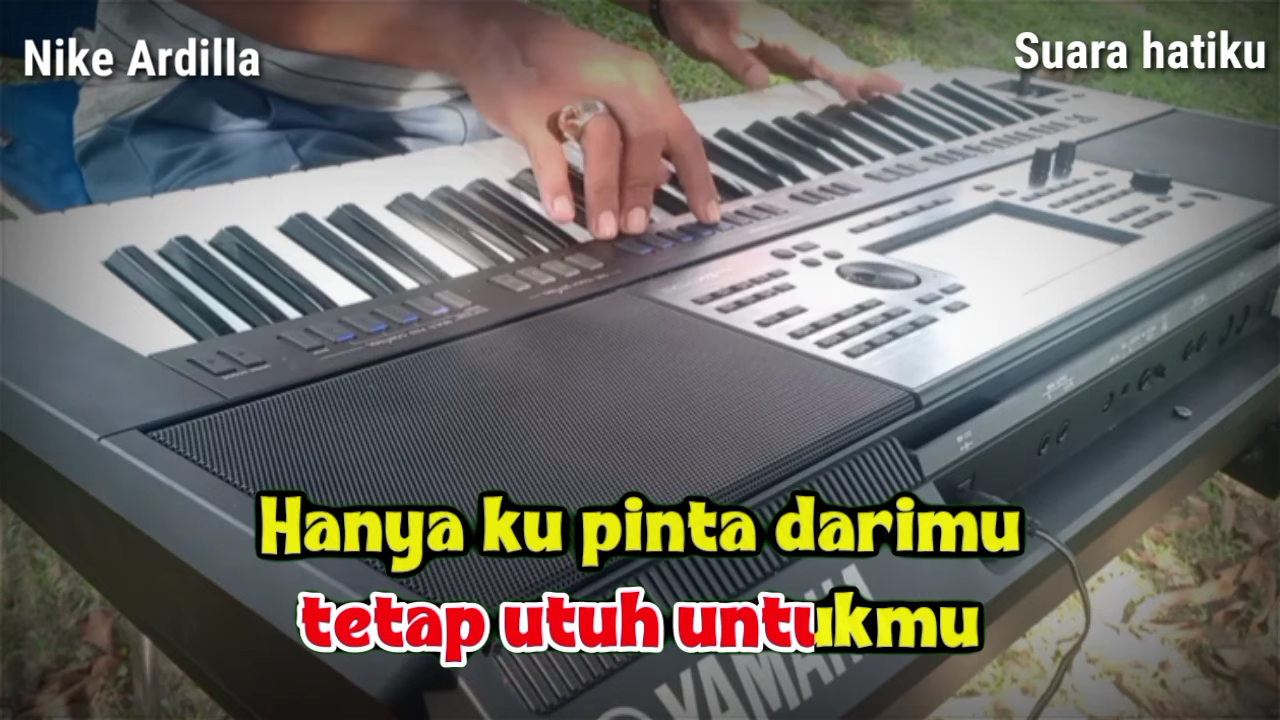 Nike Ardilla
Suara hatiku
Hanya ku pinta darimu
tetap utuh untukmu
YAMAHA